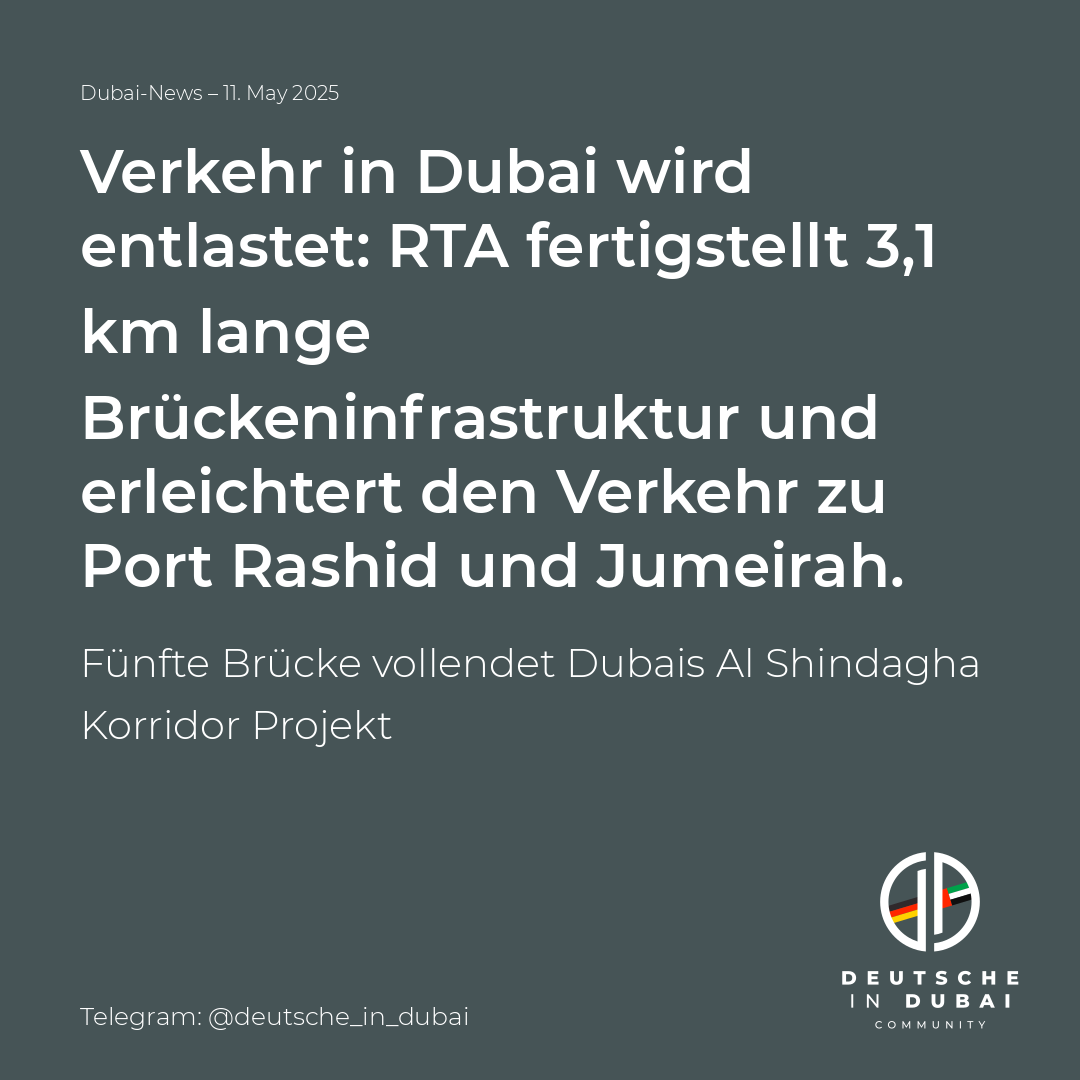 Dubai-News – 11. May 2025
Verkehr in Dubai wird
entlastet: RTA fertigstellt 3,1
km lange
Brückeninfrastruktur und
erleichtert den Verkehr zu
Port Rashid und Jumeirah.
Fünfte Brücke vollendet Dubais Al Shindagha
Korridor Projekt
DEUTSCHE
IN DUBAI
COMMUNITY
Telegram: @deutsche_in_dubai